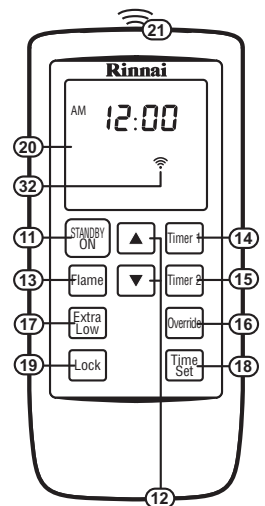 21
Rinnai
AM 12:00
20
32
11 STANDBY ON ▲ Timer 1 14
13 Flame ▼ Timer 2 15
17 Extra Low Override 16
19 Lock Time Set 18
12